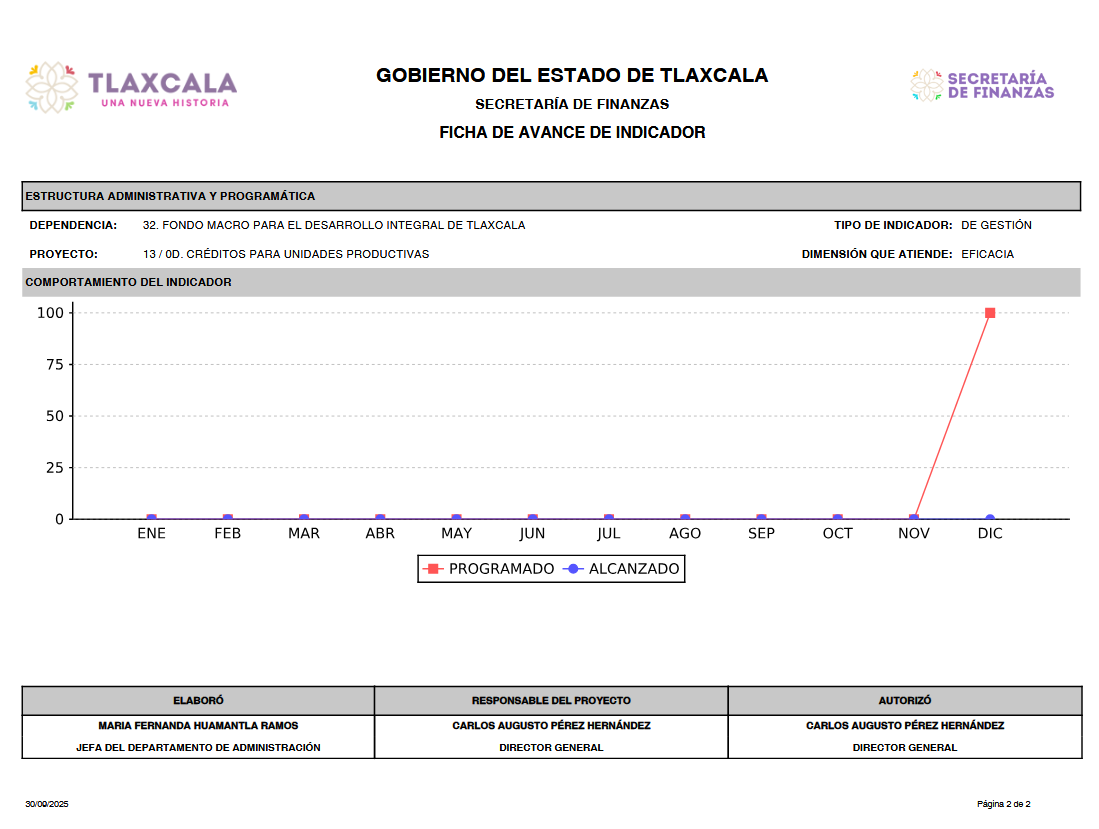 TLAXCALA
UNA NUEVA HISTORIA
GOBIERNO DEL ESTADO DE TLAXCALA
SECRETARÍA DE FINANZAS
FICHA DE AVANCE DE INDICADOR
SECRETARÍA
DE FINANZAS
ESTRUCTURA ADMINISTRATIVA Y PROGRAMÁTICA
DEPENDENCIA: 32. FONDO MACRO PARA EL DESARROLLO INTEGRAL DE TLAXCALA TIPO DE INDICADOR: DE GESTIÓN
PROYECTO: 13 / 0D. CRÉDITOS PARA UNIDADES PRODUCTIVAS DIMENSIÓN QUE ATIENDE: EFICACIA
COMPORTAMIENTO DEL INDICADOR
100
75
50
25
0
ENE FEB MAR ABR MAY JUN JUL AGO SEP OCT NOV DIC
PROGRAMADO ALCANZADO
ELABORÓ RESPONSABLE DEL PROYECTO AUTORIZÓ
MARIA FERNANDA HUAMANTLA RAMOS CARLOS AUGUSTO PÉREZ HERNÁNDEZ CARLOS AUGUSTO PÉREZ HERNÁNDEZ
JEFA DEL DEPARTAMENTO DE ADMINISTRACIÓN DIRECTOR GENERAL DIRECTOR GENERAL
30/09/2025 Página 2 de 2